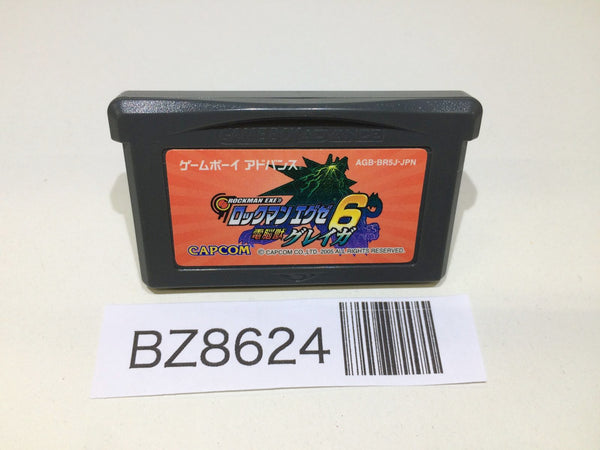 GAME BOY ADVANCE
ゲームボーイ アドバンス AGB-BR5J-JPN
ROCKMAN EXE
ロックマン エグゼ 6
電脳獣 グレイガ
CAPCOM © CAPCOM CO., LTD. 2005 ALL RIGHTS RESERVED.
BZ8624